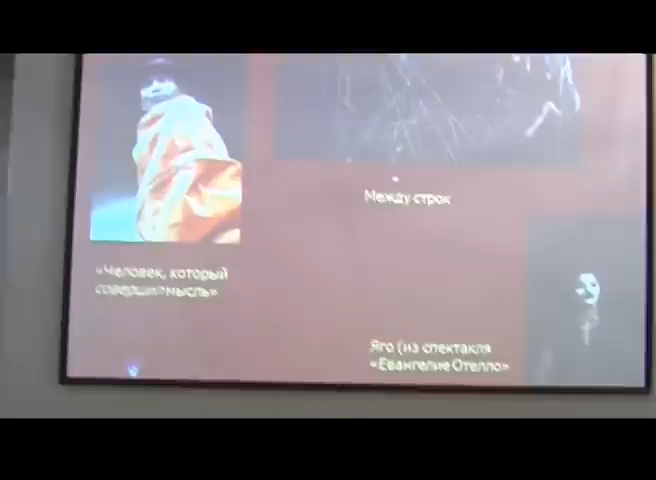 Между строк
«Человек, который
совершил мысль»
Яго (из спектакля
«Евангелие Отелло»